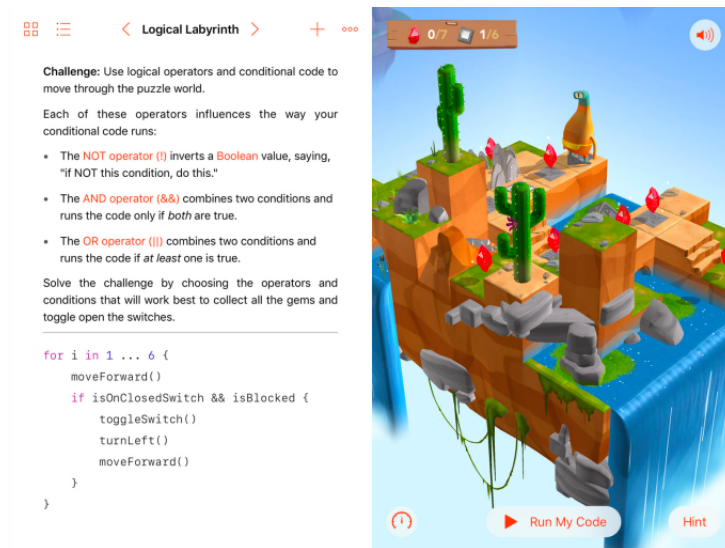 Logical Labyrinth
Challenge: Use logical operators and conditional code to
move through the puzzle world.
Each of these operators influences the way your
conditional code runs:
• The NOT operator (!) inverts a Boolean value, saying,
"if NOT this condition, do this."
• The AND operator (&&) combines two conditions and
runs the code only if both are true.
• The OR operator (||) combines two conditions and
runs the code if at least one is true.
Solve the challenge by choosing the operators and
conditions that will work best to collect all the gems and
toggle open the switches.
for i in 1 ... 6 {
    moveForward()
    if isOnClosedSwitch && isBlocked {
        toggleSwitch()
        turnLeft()
        moveForward()
    }
}
0/7 1/6
Run My Code
Hint